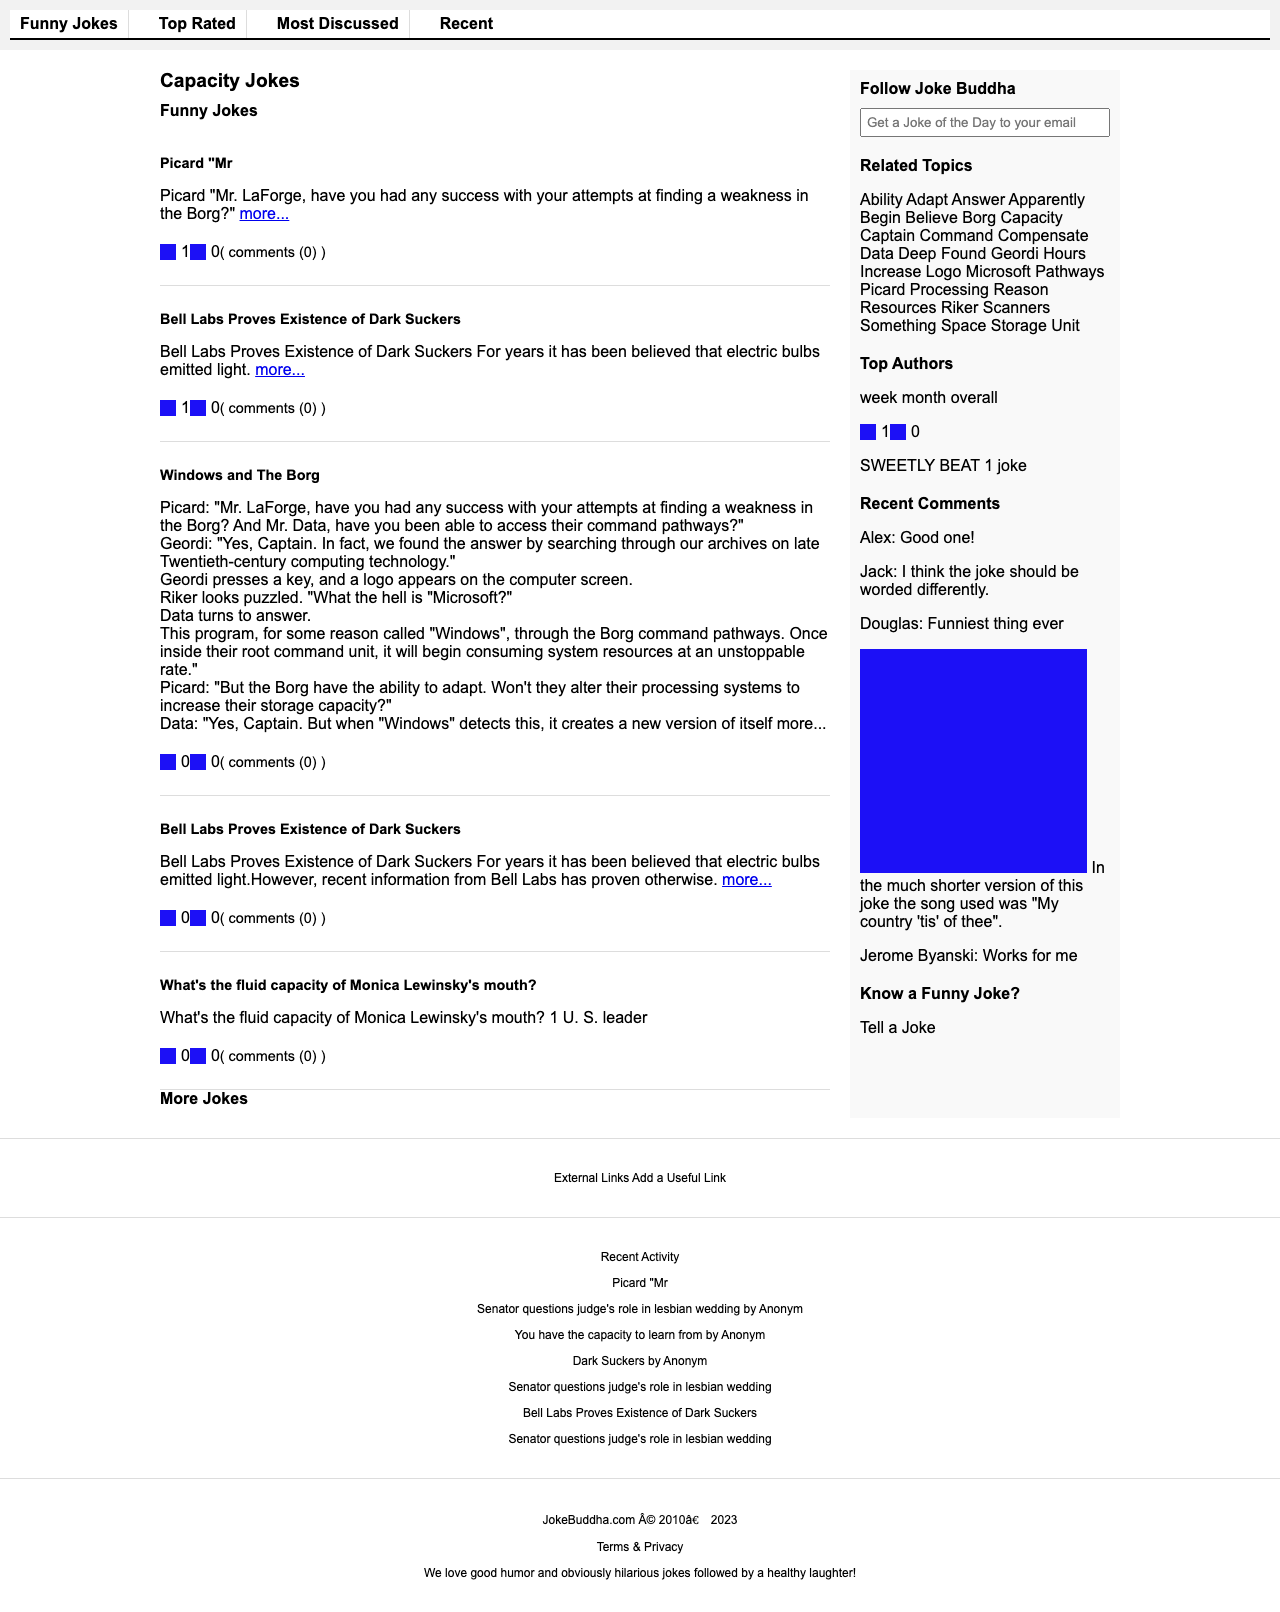 Funny Jokes Top Rated Most Discussed Recent
Capacity Jokes
Funny Jokes
Picard "Mr
Picard "Mr. LaForge, have you had any success with your attempts at finding a weakness in
the Borg?" more...
1 0( comments (0) )
Bell Labs Proves Existence of Dark Suckers
Bell Labs Proves Existence of Dark Suckers For years it has been believed that electric bulbs
emitted light. more...
1 0( comments (0) )
Windows and The Borg
Picard: "Mr. LaForge, have you had any success with your attempts at finding a weakness in
the Borg? And Mr. Data, have you been able to access their command pathways?"
Geordi: "Yes, Captain. In fact, we found the answer by searching through our archives on late
Twentieth-century computing technology."
Geordi presses a key, and a logo appears on the computer screen.
Riker looks puzzled. "What the hell is "Microsoft?"
Data turns to answer.
This program, for some reason called "Windows", through the Borg command pathways. Once
inside their root command unit, it will begin consuming system resources at an unstoppable
rate."
Picard: "But the Borg have the ability to adapt. Won't they alter their processing systems to
increase their storage capacity?"
Data: "Yes, Captain. But when "Windows" detects this, it creates a new version of itself more...
0 0( comments (0) )
Bell Labs Proves Existence of Dark Suckers
Bell Labs Proves Existence of Dark Suckers For years it has been believed that electric bulbs
emitted light.However, recent information from Bell Labs has proven otherwise. more...
0 0( comments (0) )
What's the fluid capacity of Monica Lewinsky's mouth?
What's the fluid capacity of Monica Lewinsky's mouth? 1 U. S. leader
0 0( comments (0) )
More Jokes
Follow Joke Buddha
Get a Joke of the Day to your email
Related Topics
Ability Adapt Answer Apparently
Begin Believe Borg Capacity
Captain Command Compensate
Data Deep Found Geordi Hours
Increase Logo Microsoft Pathways
Picard Processing Reason
Resources Riker Scanners
Something Space Storage Unit
Top Authors
week month overall
1 0
SWEETLY BEAT 1 joke
Recent Comments
Alex: Good one!
Jack: I think the joke should be
worded differently.
Douglas: Funniest thing ever
In
the much shorter version of this
joke the song used was "My
country 'tis' of thee".
Jerome Byanski: Works for me
Know a Funny Joke?
Tell a Joke
External Links Add a Useful Link
Recent Activity
Picard "Mr
Senator questions judge's role in lesbian wedding by Anonym
You have the capacity to learn from by Anonym
Dark Suckers by Anonym
Senator questions judge's role in lesbian wedding
Bell Labs Proves Existence of Dark Suckers
Senator questions judge's role in lesbian wedding
JokeBuddha.com Â© 2010â€ 2023
Terms & Privacy
We love good humor and obviously hilarious jokes followed by a healthy laughter!